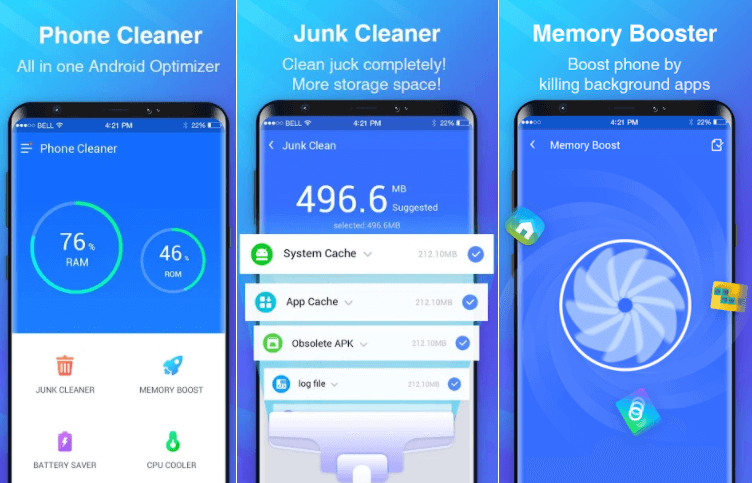 Phone Cleaner
All in one Android Optimizer
BELL 4:21 PM 22%
Phone Cleaner
76 %
RAM
46 %
ROM
JUNK CLEANER
MEMORY BOOST
BATTERY SAVER
CPU COOLER
Junk Cleaner
Clean juck completely!
More storage space!
BELL 4:21 PM 22%
Junk Clean
496.6 MB
Suggested
selected:496.6MB
System Cache 212.10MB
App Cache 212.10MB
Obsolete APK 212.10MB
log file 212.10MB
Memory Booster
Boost phone by
killing background apps
4:21 PM 22%
Memory Boost